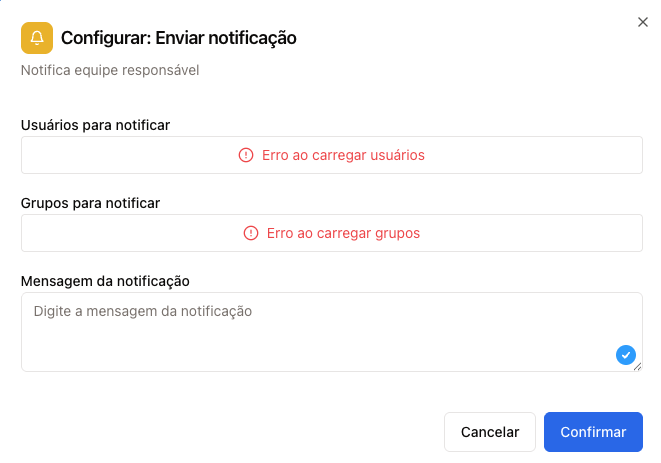 Configurar: Enviar notificação
Notifica equipe responsável
Usuários para notificar
Erro ao carregar usuários
Grupos para notificar
Erro ao carregar grupos
Mensagem da notificação
Digite a mensagem da notificação
Cancelar
Confirmar